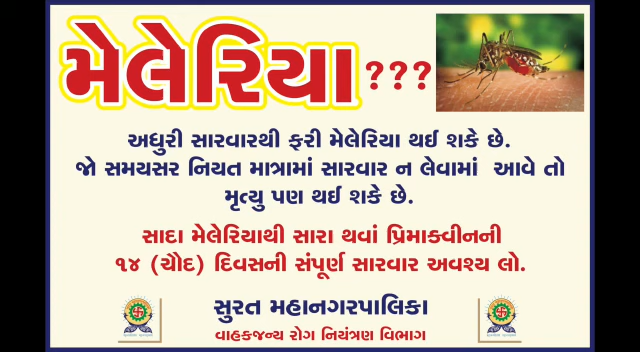 મેલેરિયા ???
અધુરી સારવારથી ફરી મેલેરિયા થઈ શકે છે.
જો સમયસર નિયત માત્રામાં સારવાર ન લેવામાં આવે તો
મૃત્યુ પણ થઈ શકે છે.
સાદા મેલેરિયાથી સારા થવાં પ્રિમાક્વીનની
૧૪ (ચૌદ) દિવસની સંપૂર્ણ સારવાર અવશ્ય લો.
સુરત મહાનગરપાલિકા
વાહકજન્ય રોગ નિયંત્રણ વિભાગ